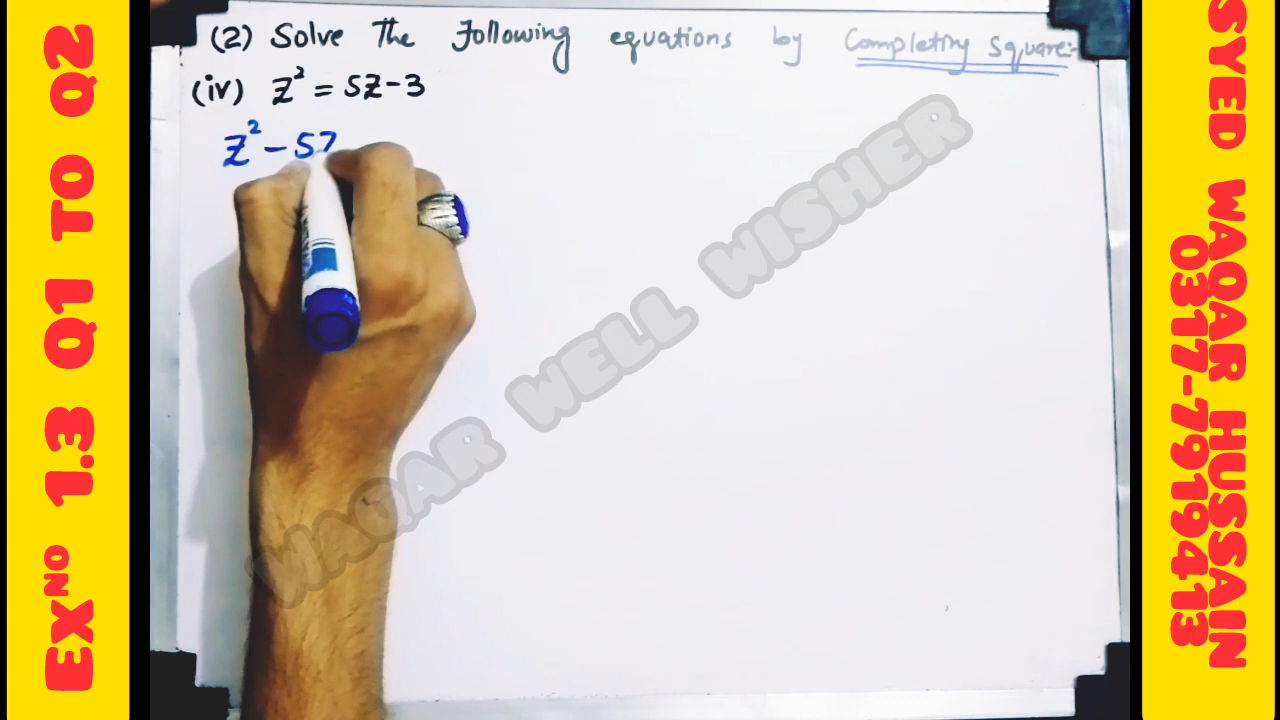 EXNO 1.3 Q1 TO Q2
(2) Solve The Following equations by Completing Square:-
(iv) Z² = 5Z - 3
Z² - 5Z
WAQAR WELL WISHER
SYED WAQAR HUSSAIN
0317-7919413